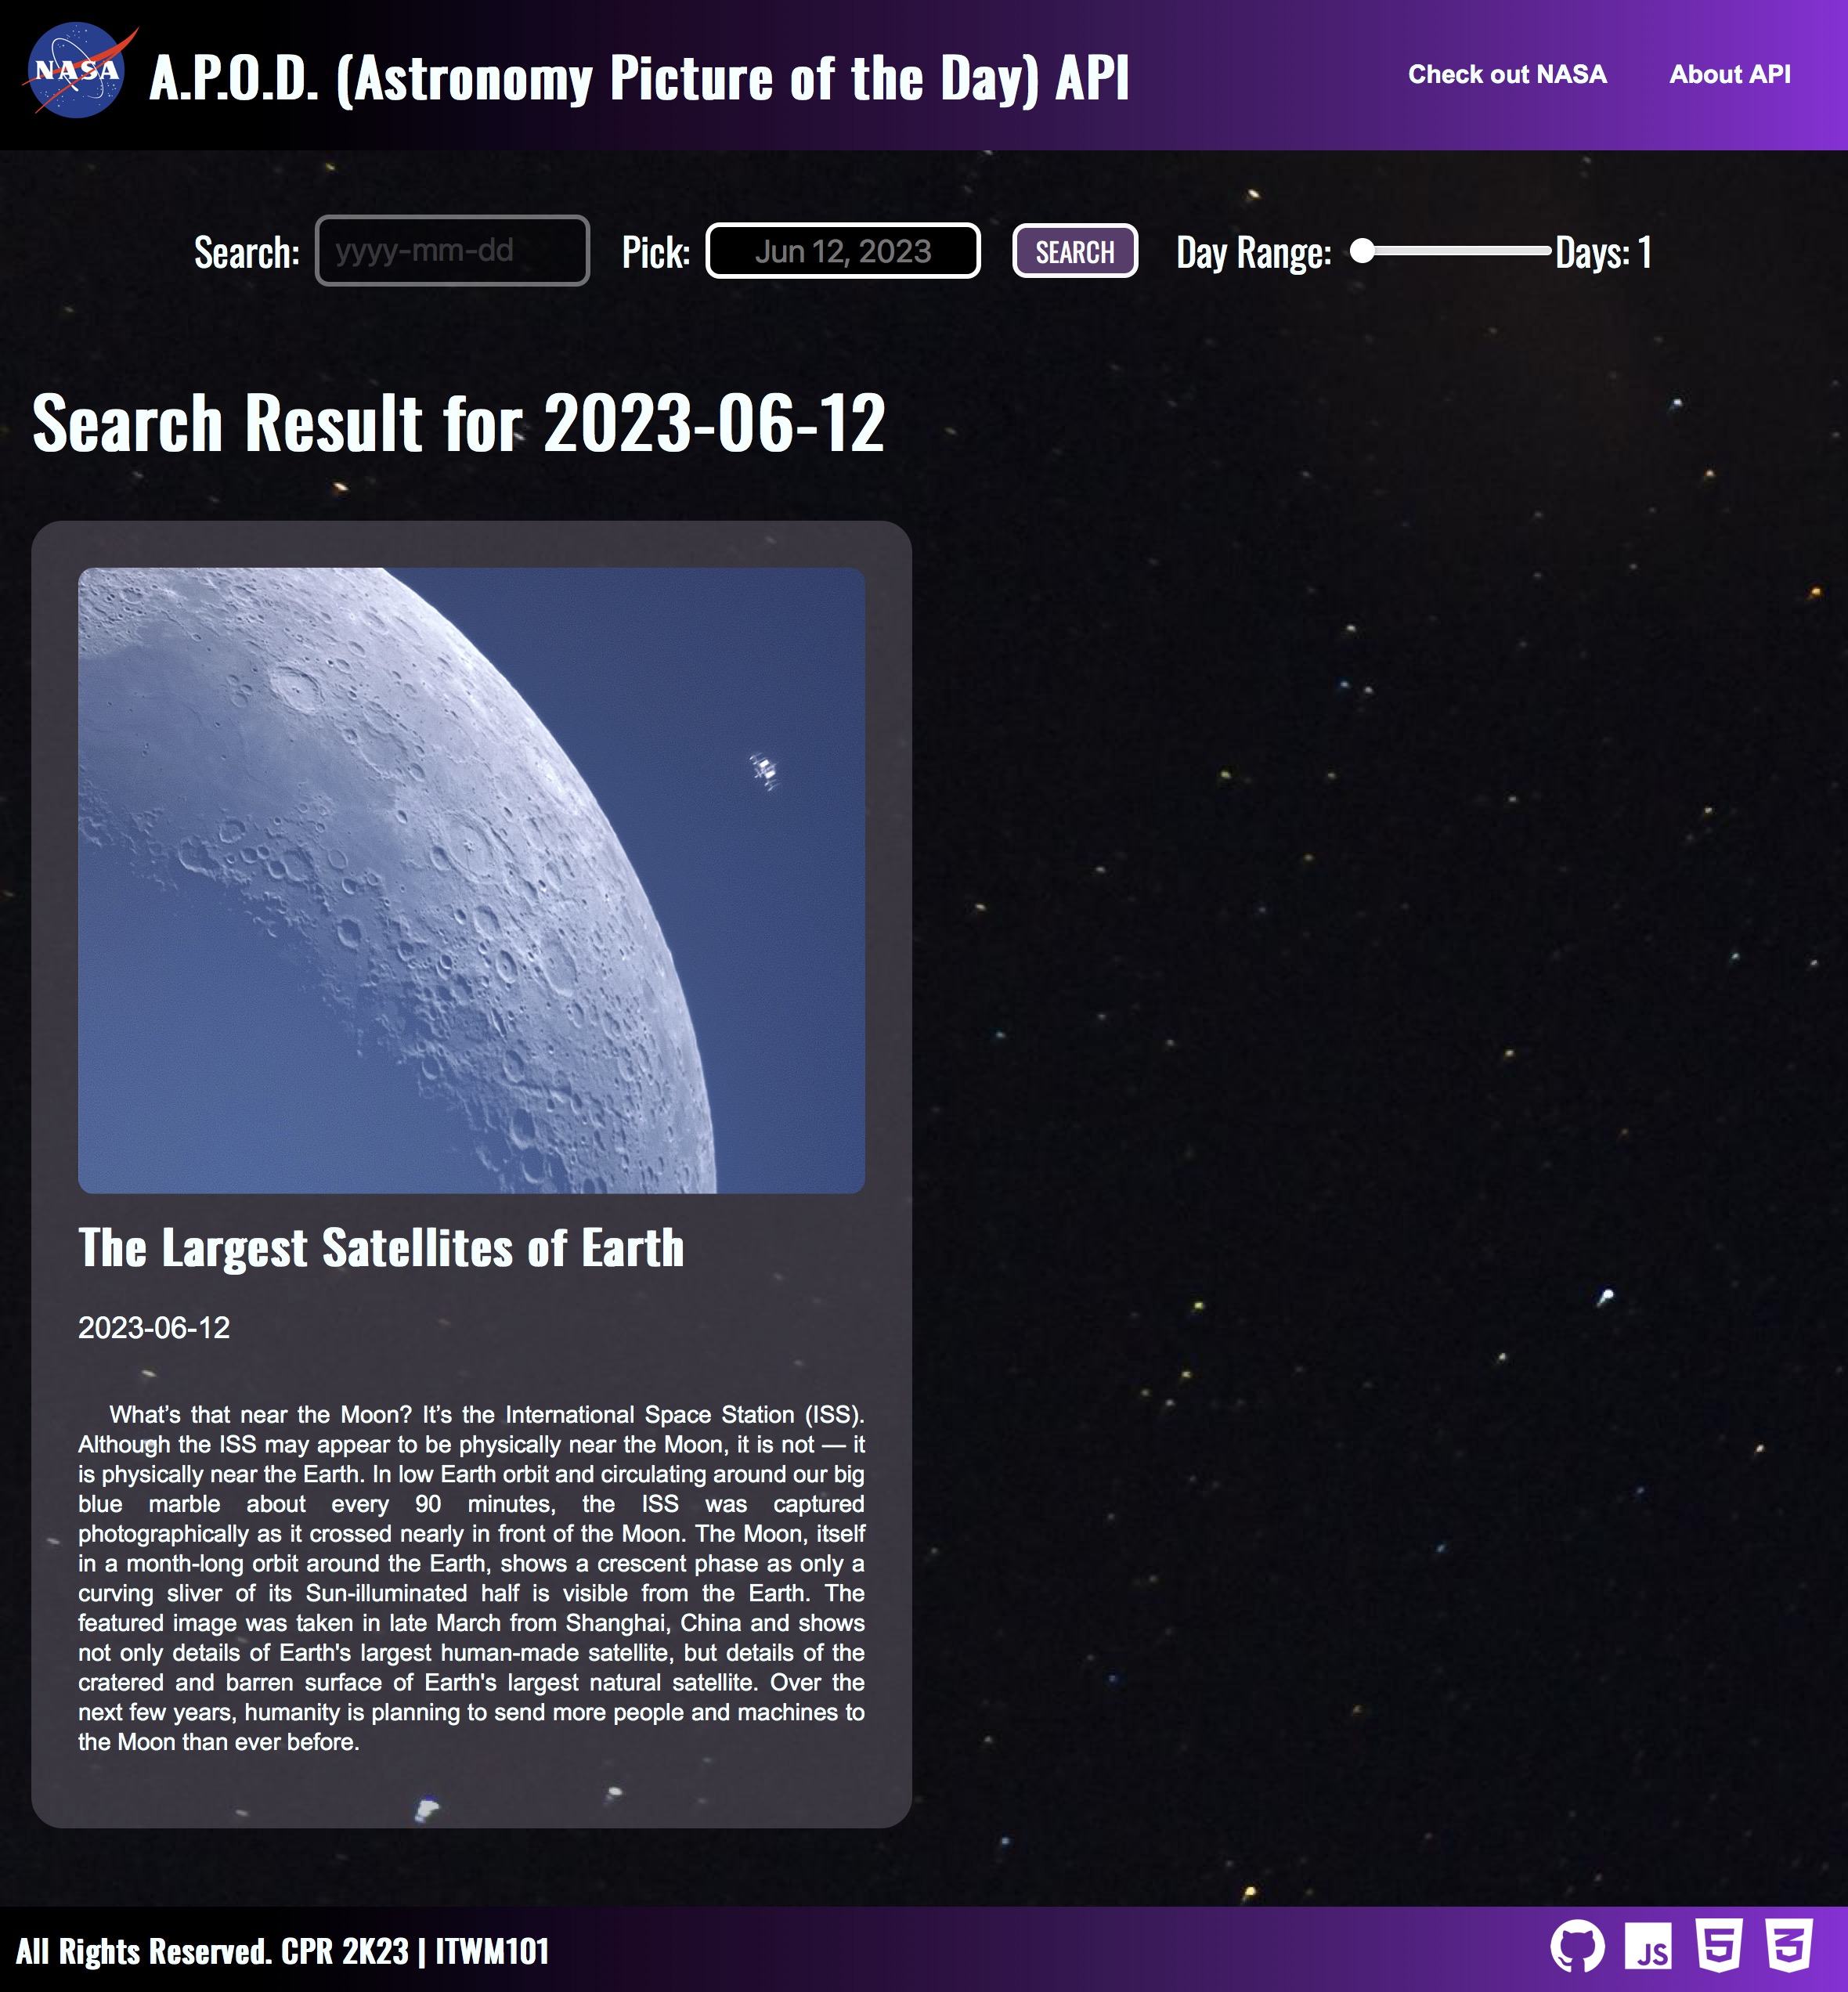 NASA
A.P.O.D. (Astronomy Picture of the Day) API
Check out NASA
About API
Search:
yyyy-mm-dd
Pick:
Jun 12, 2023
SEARCH
Day Range:
Days: 1
Search Result for 2023-06-12
The Largest Satellites of Earth
2023-06-12
What’s that near the Moon? It’s the International Space Station (ISS).
Although the ISS may appear to be physically near the Moon, it is not — it
is physically near the Earth. In low Earth orbit and circulating around our big
blue marble about every 90 minutes, the ISS was captured
photographically as it crossed nearly in front of the Moon. The Moon, itself
in a month-long orbit around the Earth, shows a crescent phase as only a
curving sliver of its Sun-illuminated half is visible from the Earth. The
featured image was taken in late March from Shanghai, China and shows
not only details of Earth's largest human-made satellite, but details of the
cratered and barren surface of Earth's largest natural satellite. Over the
next few years, humanity is planning to send more people and machines to
the Moon than ever before.
All Rights Reserved. CPR 2K23 | ITWM101
JS
5
3